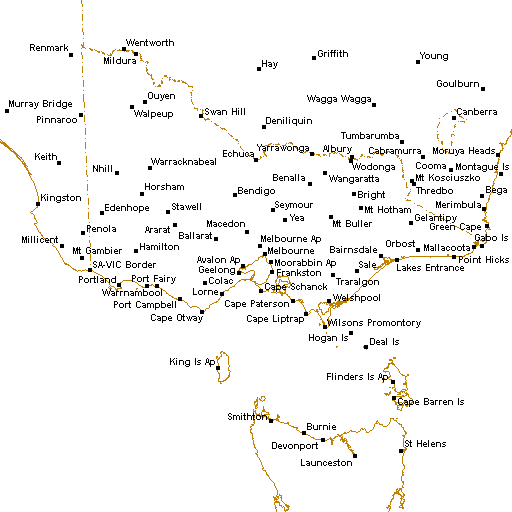 Wentworth
Renmark
Mildura
Griffith
Hay
Young
Goulburn
Ouyen
Murray Bridge
Walpeup
Pinnaroo
Swan Hill
Wagga Wagga
Deniliquin
Canberra
Tumbarumba
Keith
Nhill
Warracknabeal
Echuca
Yarrawonga
Albury
Wodonga
Cabramurra
Moruya Heads
Cooma
Montague Is
Mt Kosciuszko
Thredbo
Wangaratta
Benalla
Kingston
Horsham
Bendigo
Bright
Bega
Merimbula
Edenhope
Stawell
Seymour
Yea
Mt Hotham
Mt Buller
Gelantipy
Green Cape
Penola
Ararat
Ballarat
Macedon
Millicent
Mt Gambier
Hamilton
Melbourne Ap
Melbourne
Orbost
Mallacoota
Gabo Is
Bairnsdale
Point Hicks
SA-VIC Border
Avalon Ap
Moorabbin Ap
Geelong
Frankston
Sale
Lakes Entrance
Traralgon
Portland
Port Fairy
Colac
Warrnambool
Lorne
Cape Schanck
Port Campbell
Cape Paterson
Welshpool
Cape Otway
Cape Liptrap
Wilsons Promontory
Hogan Is
Deal Is
King Is Ap
Flinders Is Ap
Cape Barren Is
Smithton
Burnie
Devonport
Launceston
St Helens